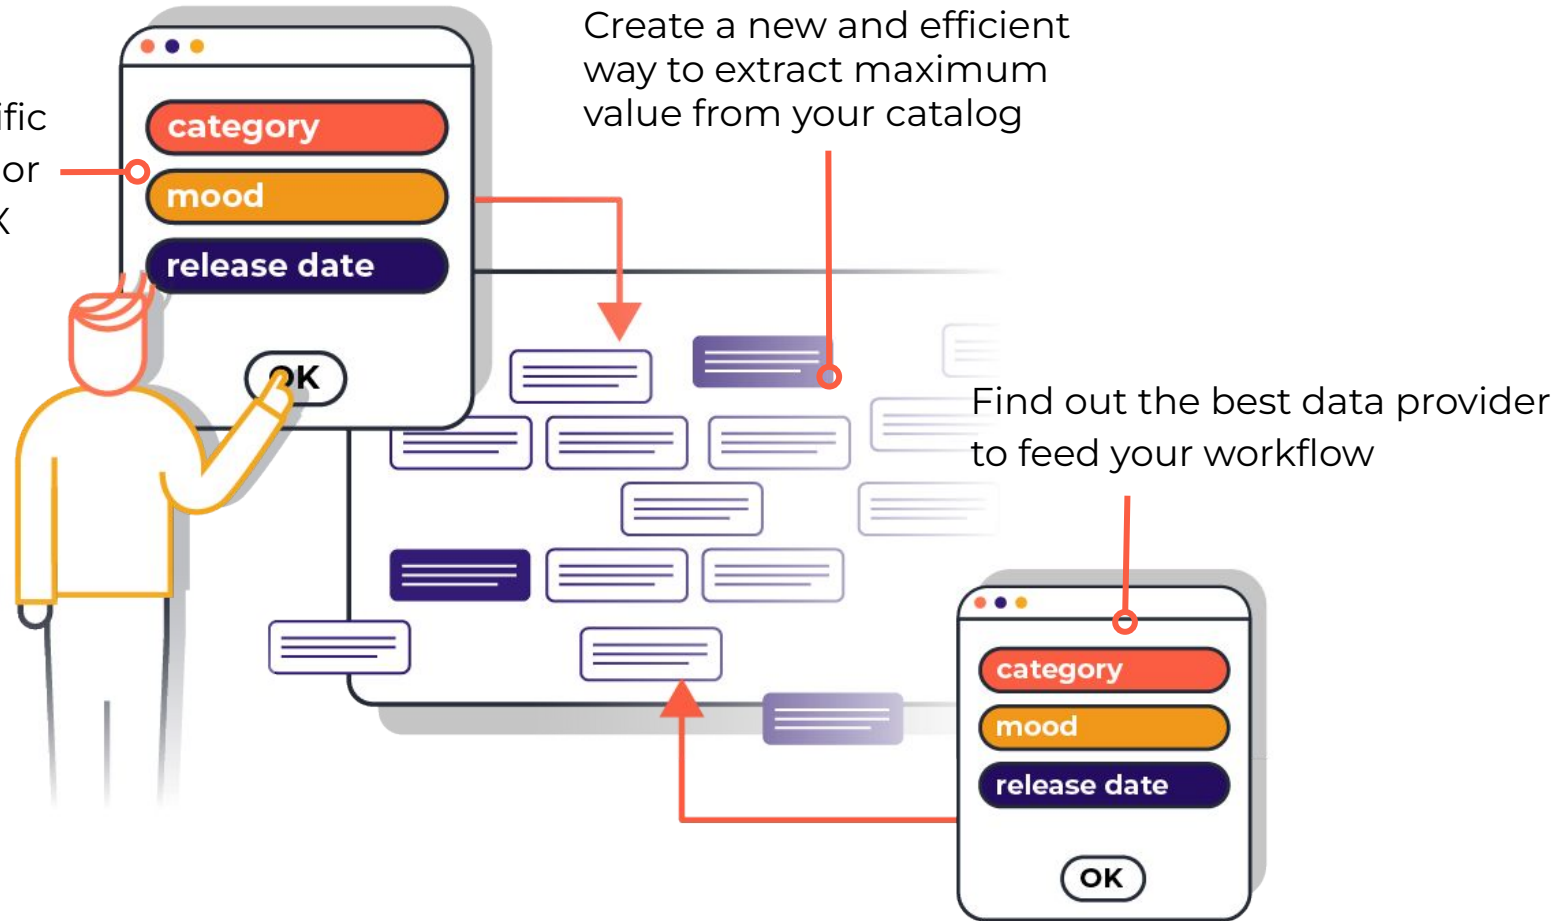 Create a new and efficient
way to extract maximum
value from your catalog
or
X
category
mood
release date
OK
Find out the best data provider
to feed your workflow
category
mood
release date
OK